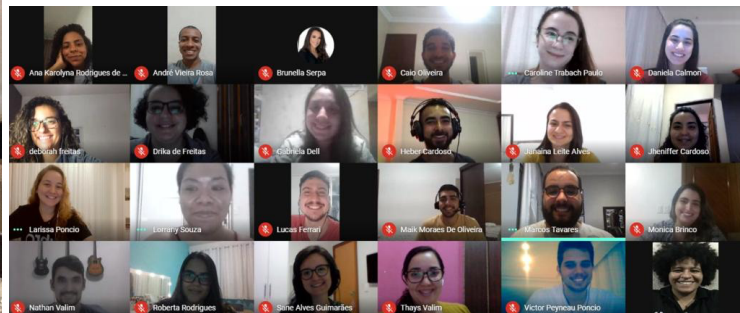 Ana Karolyna Rodrigues de ...
André Vieira Rosa
Brunella Serpa
Caio Oliveira
Caroline Trabach Paulo
Daniela Calmon
deborah freitas
Drika de Freitas
Gabriela Dell
Heber Cardoso
Janaina Leite Alves
Jheniffer Cardoso
Larissa Poncio
Lorrany Souza
Lucas Ferrari
Maik Moraes De Oliveira
Marcos Tavares
Monica Brinco
Nathan Valim
Roberta Rodrigues
Sane Alves Guimarães
Thays Valim
Victor Peyneau Poncio